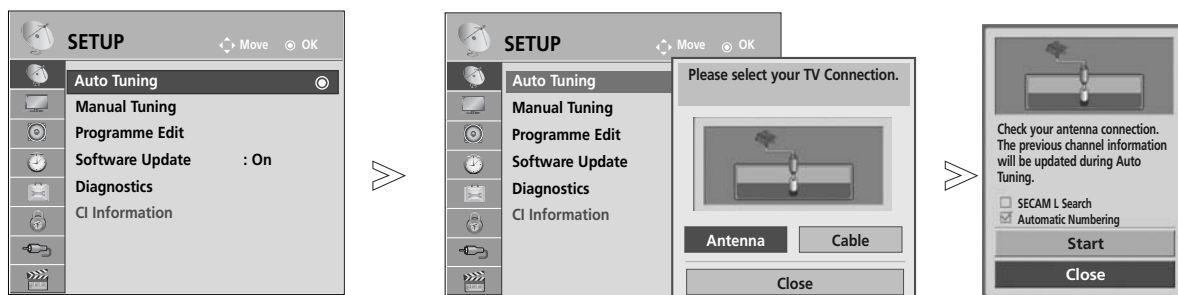 SETUP
Move OK
Auto Tuning
Manual Tuning
Programme Edit
Software Update : On
Diagnostics
CI Information
SETUP
Move OK
Auto Tuning
Manual Tuning
Programme Edit
Software Update
Diagnostics
CI Information
Please select your TV Connection.
Antenna Cable
Close
Check your antenna connection.
The previous channel information
will be updated during Auto
Tuning.
SECAM L Search
Automatic Numbering
Start
Close